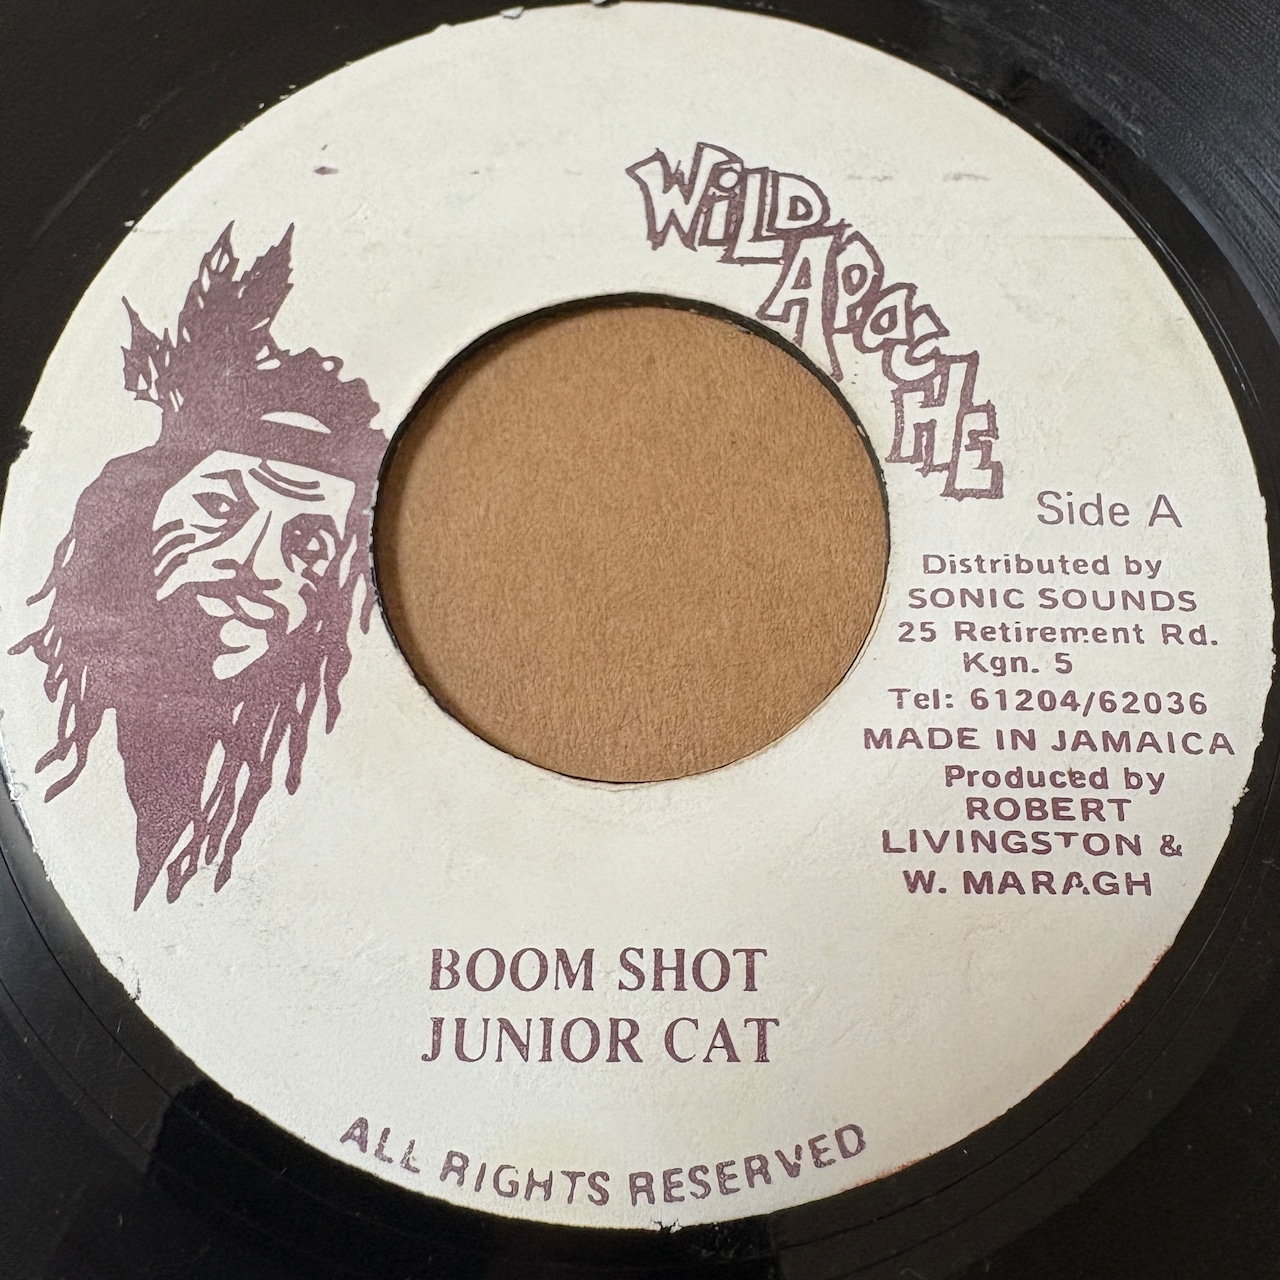 WILD
APACHE
Side A
Distributed by
SONIC SOUNDS
25 Retirement Rd.
Kgn. 5
Tel: 61204/62036
MADE IN JAMAICA
Produced by
ROBERT
LIVINGSTON &
W. MARAGH
BOOM SHOT
JUNIOR CAT
ALL RIGHTS RESERVED